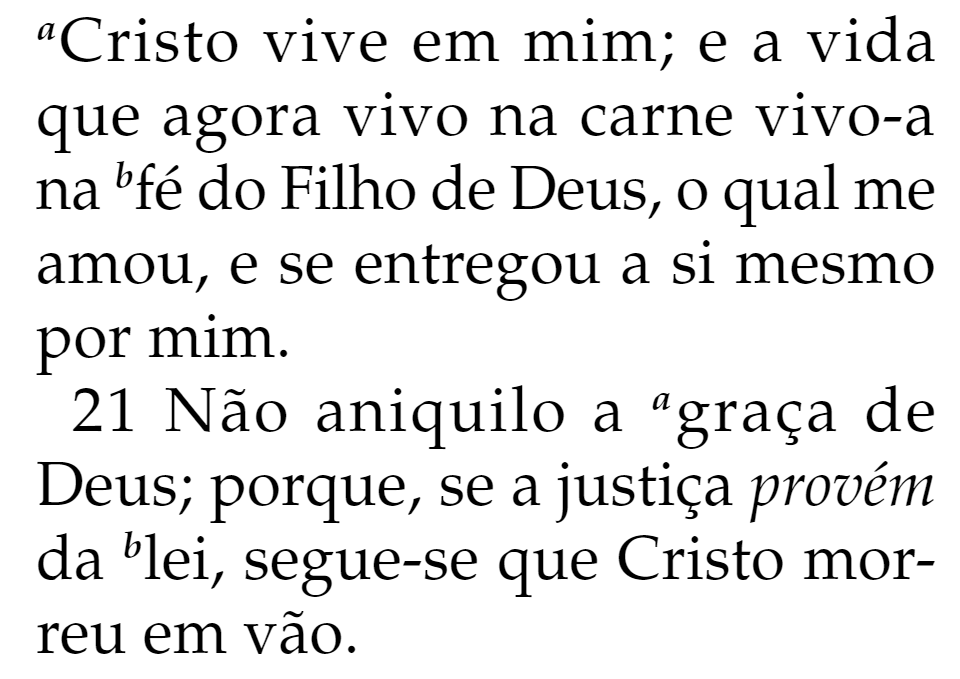 aCristo vive em mim; e a vida
que agora vivo na carne vivo-a
na bfé do Filho de Deus, o qual me
amou, e se entregou a si mesmo
por mim.
21 Não aniquilo a agraça de
Deus; porque, se a justiça provém
da blei, segue-se que Cristo mor-
reu em vão.